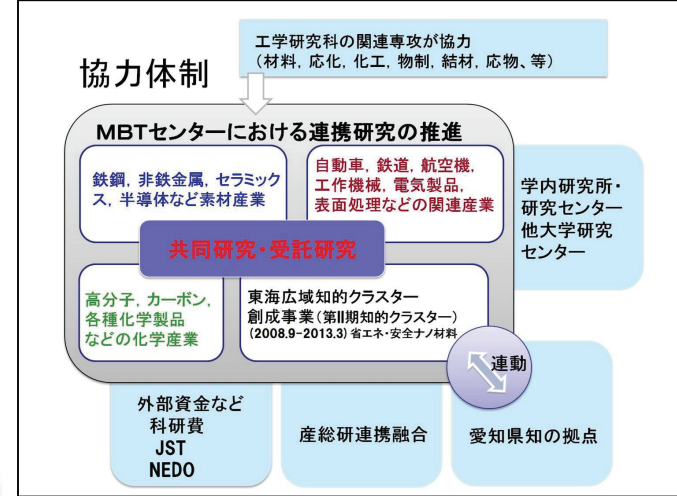 工学研究科の関連専攻が協力
（材料，応化，化工，物制，結材，応物、等）
協力体制
MBTセンターにおける連携研究の推進
鉄鋼，非鉄金属，セラミック
ス，半導体など素材産業
自動車，鉄道，航空機，
工作機械，電気製品，
表面処理などの関連産業
学内研究所・
研究センター
他大学研究
センター
共同研究・受託研究
高分子，カーボン，
各種化学製品
などの化学産業
東海広域知的クラスター
創成事業（第II期知的クラスター）
(2008.9-2013.3) 省エネ・安全ナノ材料
連動
外部資金など
科研費
JST
NEDO
産総研連携融合
愛知県知の拠点